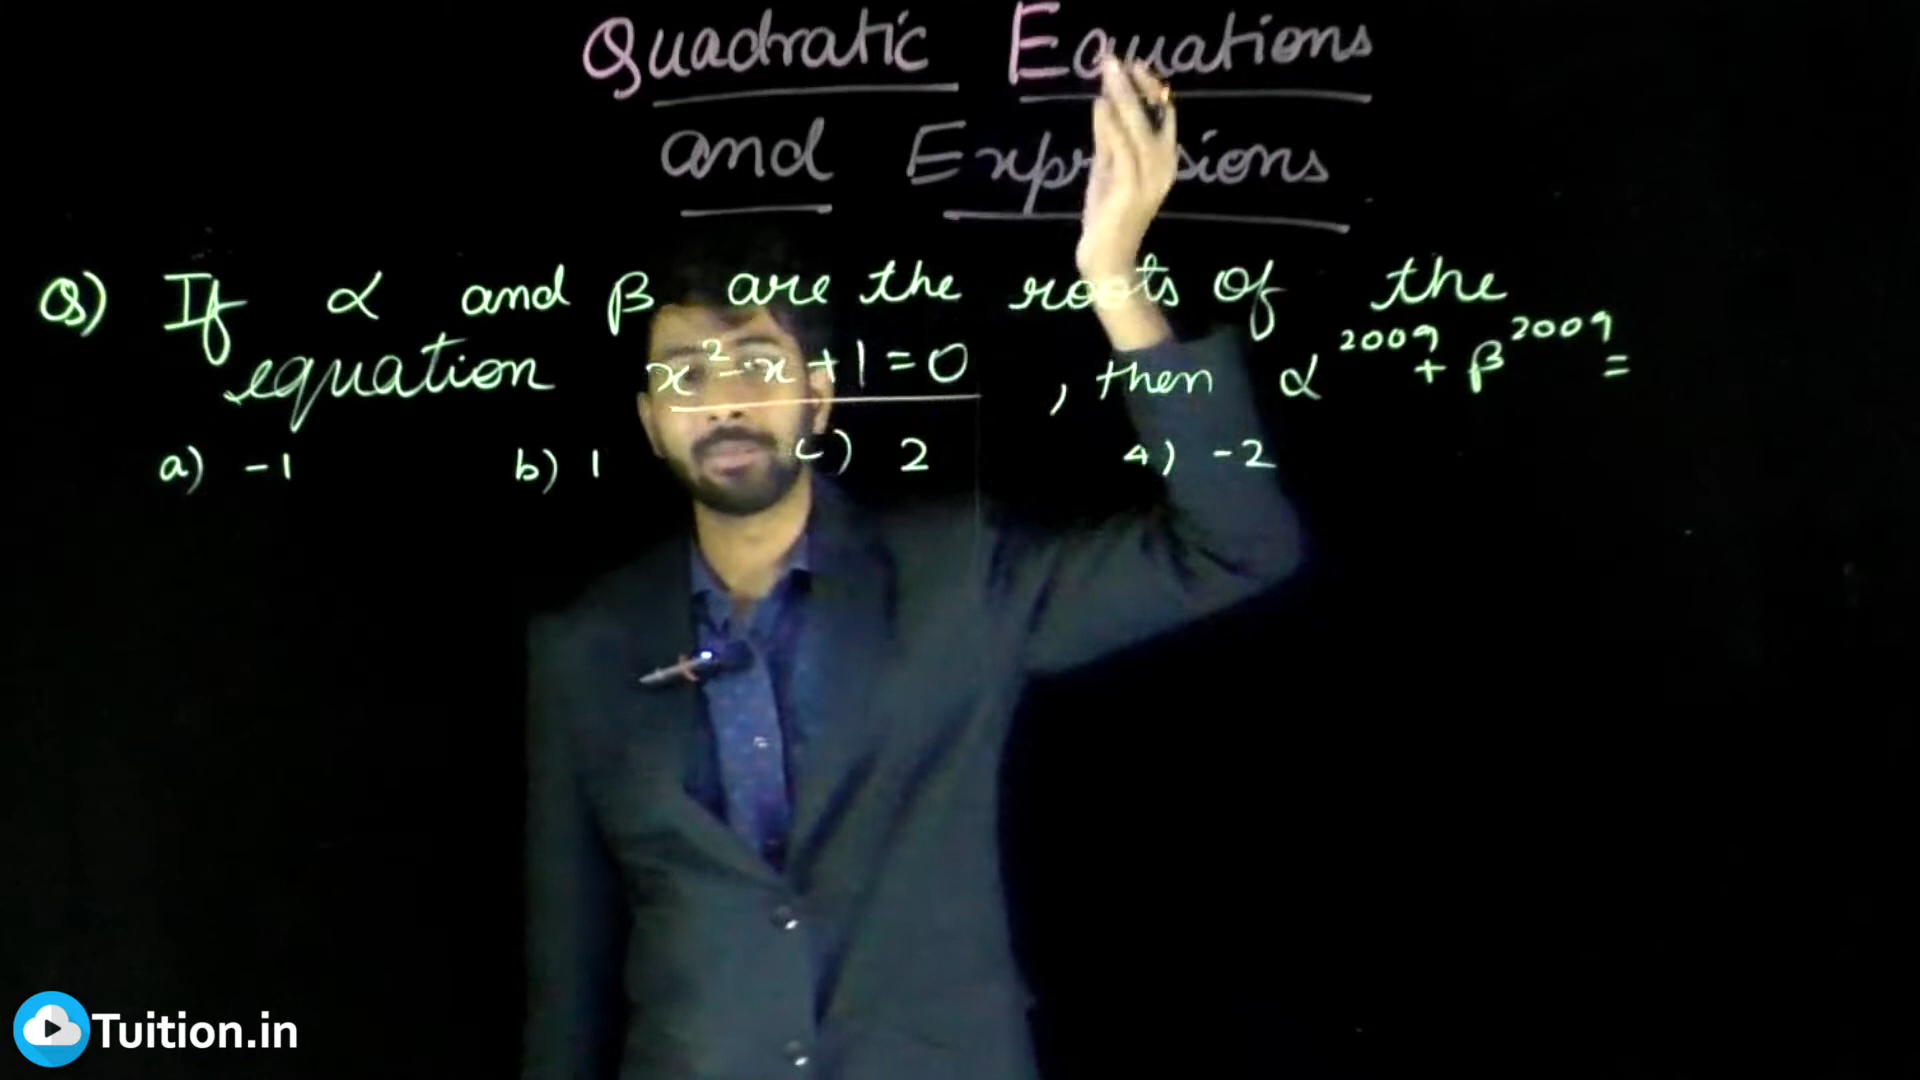 Quadratic Equations
and Expressions
Q) If α and β are the roots of the
equation x² - x + 1 = 0 , then α²⁰⁰⁹ + β²⁰⁰⁹ =
a) -1 b) 1 c) 2 4) -2
Tuition.in